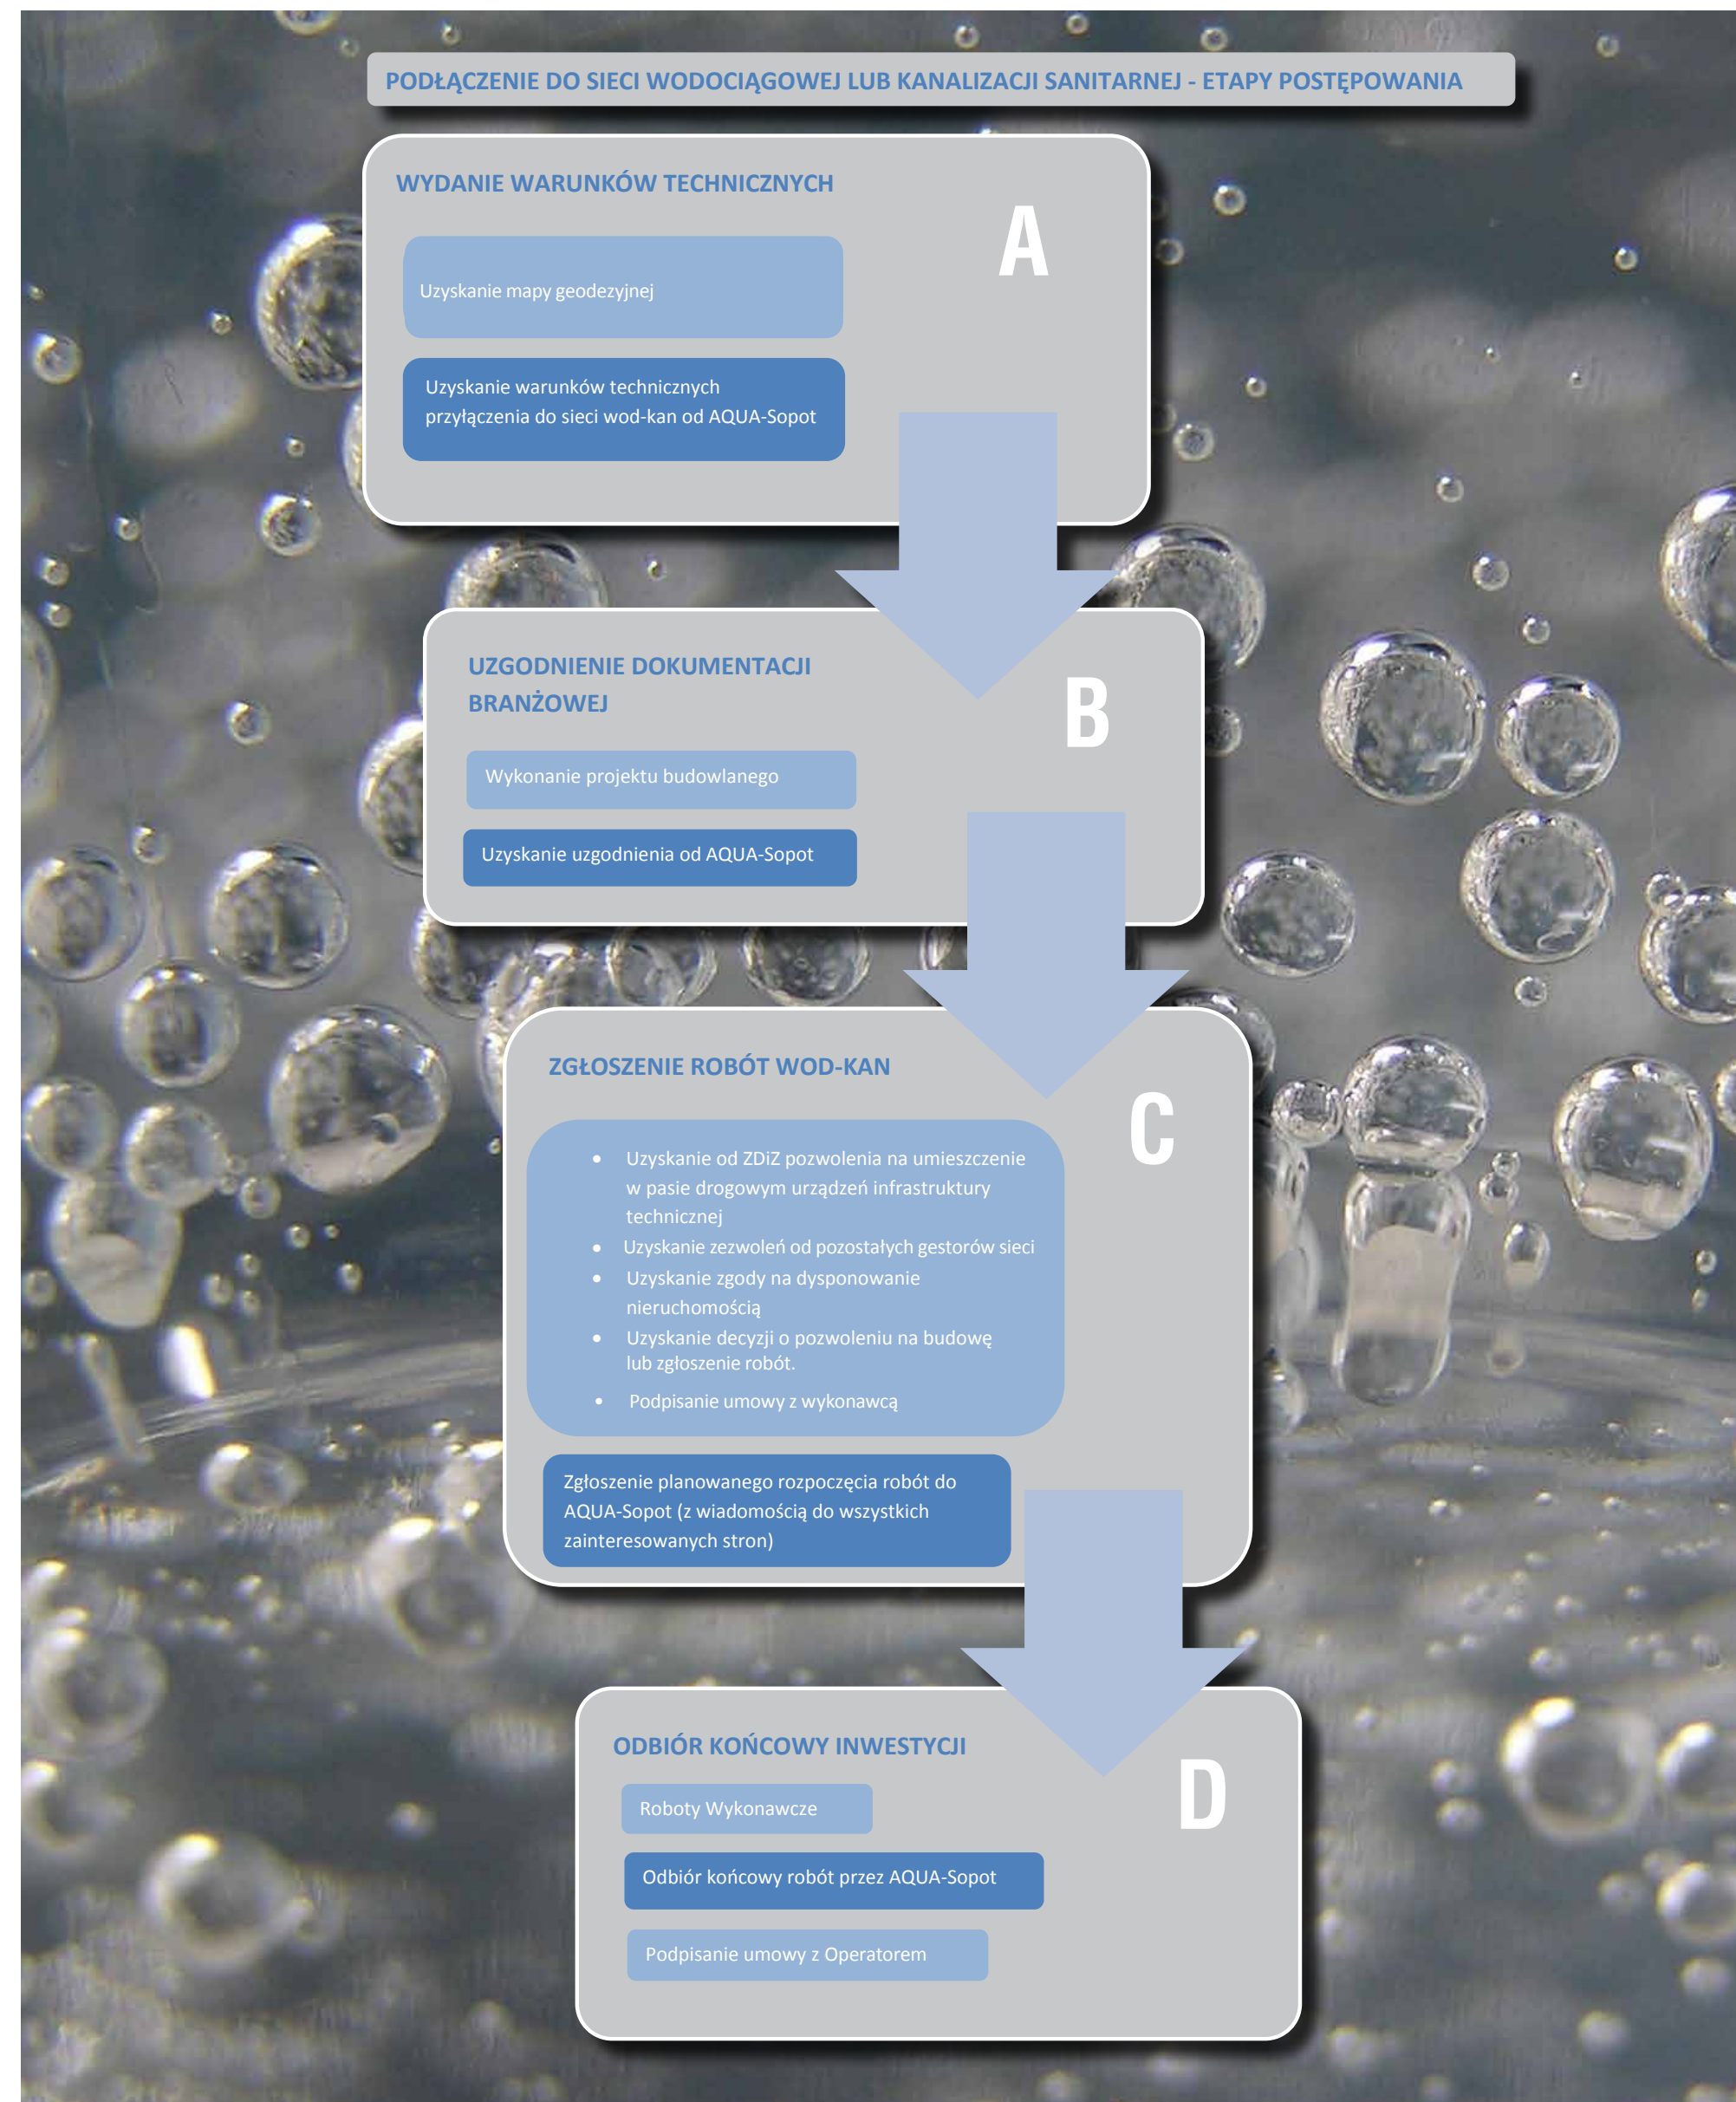 PODŁĄCZENIE DO SIECI WODOCIĄGOWEJ LUB KANALIZACJI SANITARNEJ - ETAPY POSTĘPOWANIA
WYDANIE WARUNKÓW TECHNICZNYCH
A
Uzyskanie mapy geodezyjnej
Uzyskanie warunków technicznych
przyłączenia do sieci wod-kan od AQUA-Sopot
UZGODNIENIE DOKUMENTACJI
BRANŻOWEJ
B
Wykonanie projektu budowlanego
Uzyskanie uzgodnienia od AQUA-Sopot
ZGŁOSZENIE ROBÓT WOD-KAN
C
• Uzyskanie od ZDiZ pozwolenia na umieszczenie
w pasie drogowym urządzeń infrastruktury
technicznej
• Uzyskanie zezwoleń od pozostałych gestorów sieci
• Uzyskanie zgody na dysponowanie
nieruchomością
• Uzyskanie decyzji o pozwoleniu na budowę
lub zgłoszenie robót.
• Podpisanie umowy z wykonawcą
Zgłoszenie planowanego rozpoczęcia robót do
AQUA-Sopot (z wiadomością do wszystkich
zainteresowanych stron)
ODBIÓR KOŃCOWY INWESTYCJI
D
Roboty Wykonawcze
Odbiór końcowy robót przez AQUA-Sopot
Podpisanie umowy z Operatorem